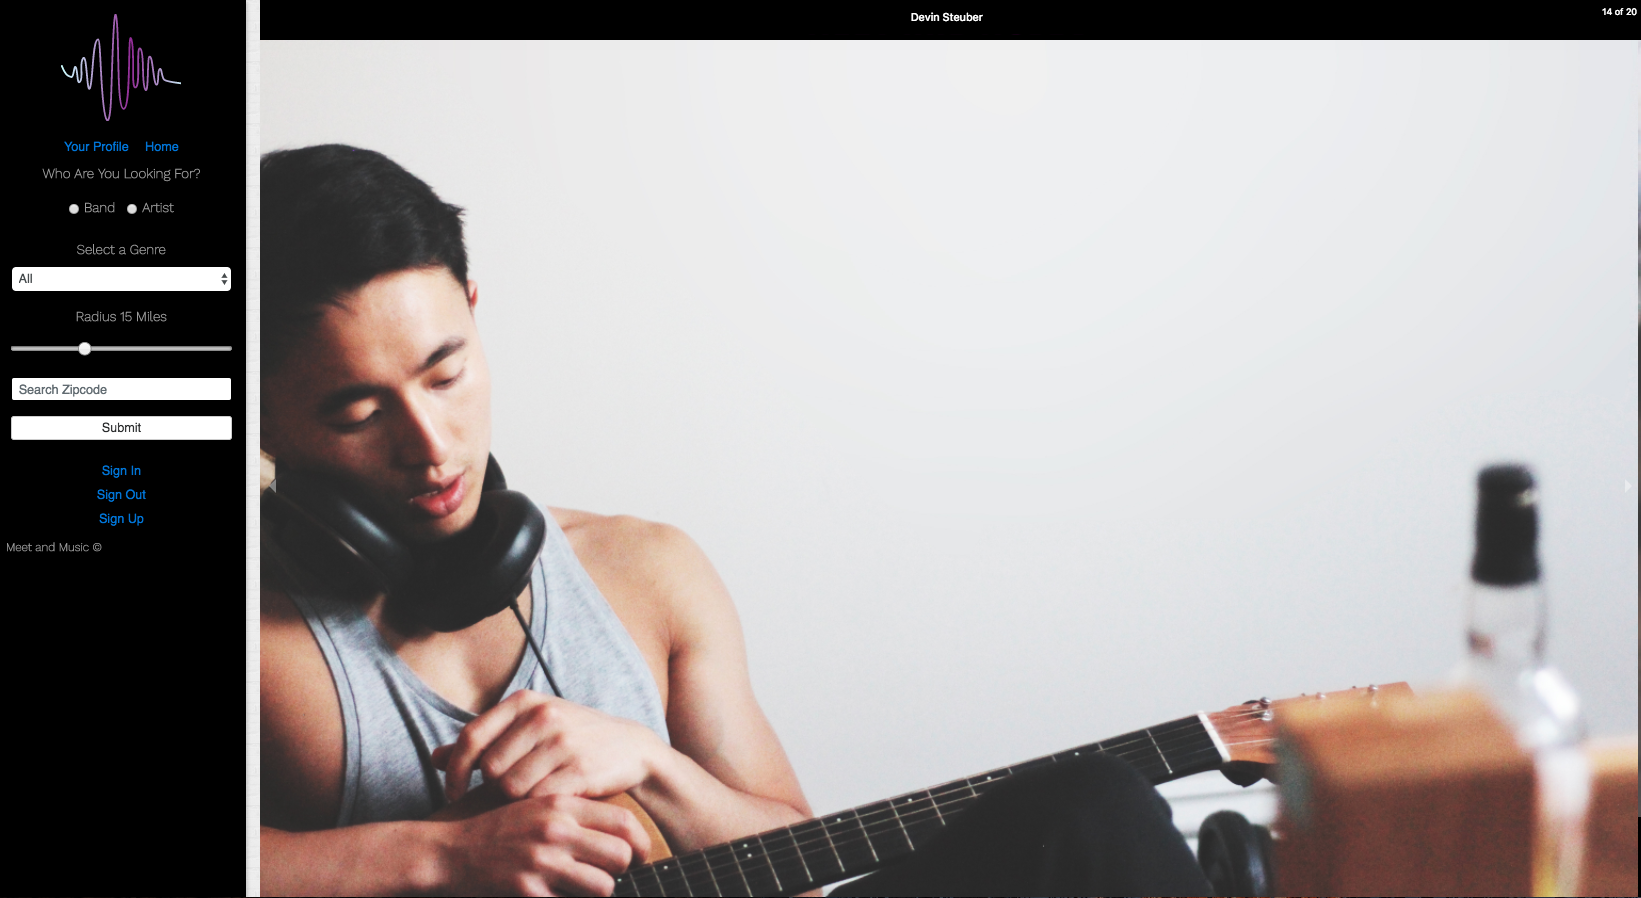 Devin Steuber
14 of 20
Your Profile Home
Who Are You Looking For?
Band Artist
Select a Genre
All
Radius 15 Miles
Search Zipcode
Submit
Sign In
Sign Out
Sign Up
Meet and Music ©